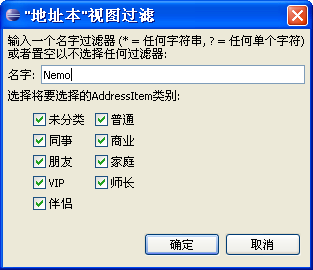 "地址本"视图过滤
输入一个名字过滤器 (* = 任何字符串, ? = 任何单个字符)
或者置空以不选择任何过滤器:
名字: Nemo
选择将要选择的AddressItem类别:
未分类 普通
同事 商业
朋友 家庭
VIP 师长
伴侣
确定 取消